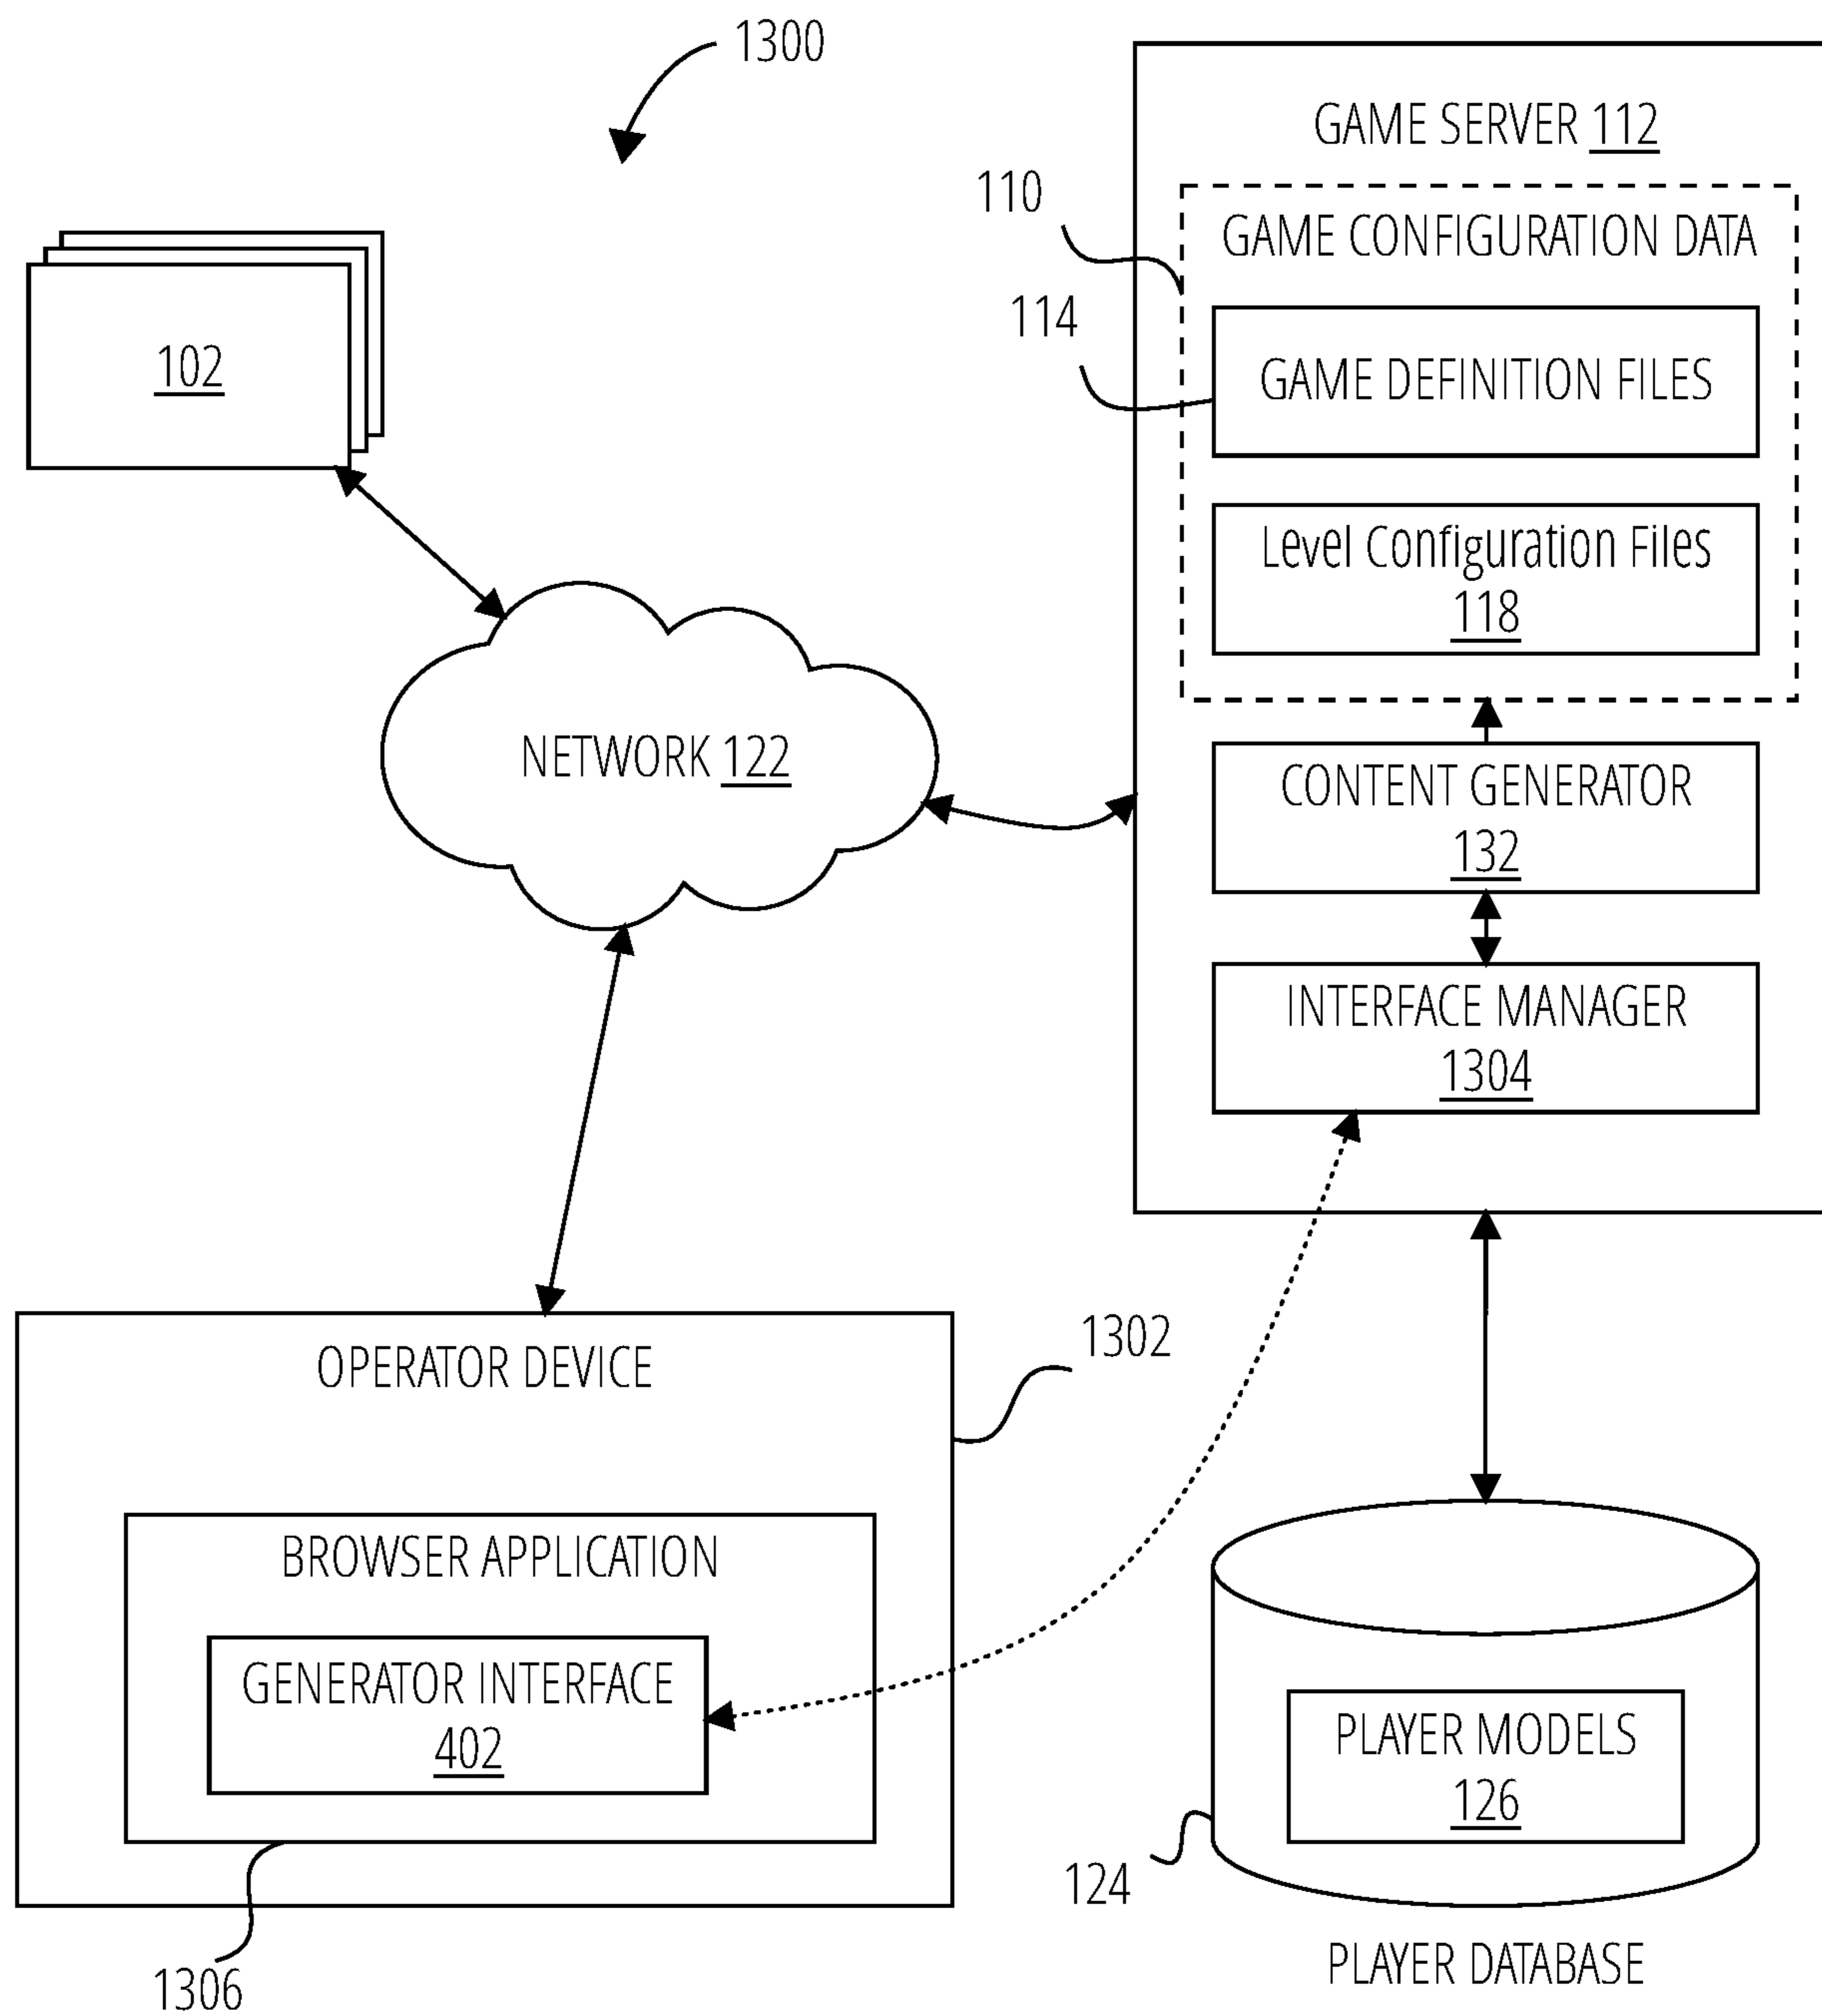 1300
GAME SERVER 112
110
GAME CONFIGURATION DATA
114
GAME DEFINITION FILES
102
Level Configuration Files
118
NETWORK 122
CONTENT GENERATOR
132
INTERFACE MANAGER
1304
OPERATOR DEVICE
1302
BROWSER APPLICATION
GENERATOR INTERFACE
402
PLAYER MODELS
126
124
1306
PLAYER DATABASE